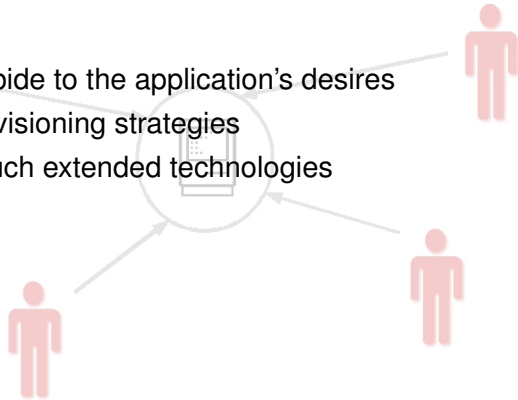 bide to the application's desires
visioning strategies
uch extended technologies